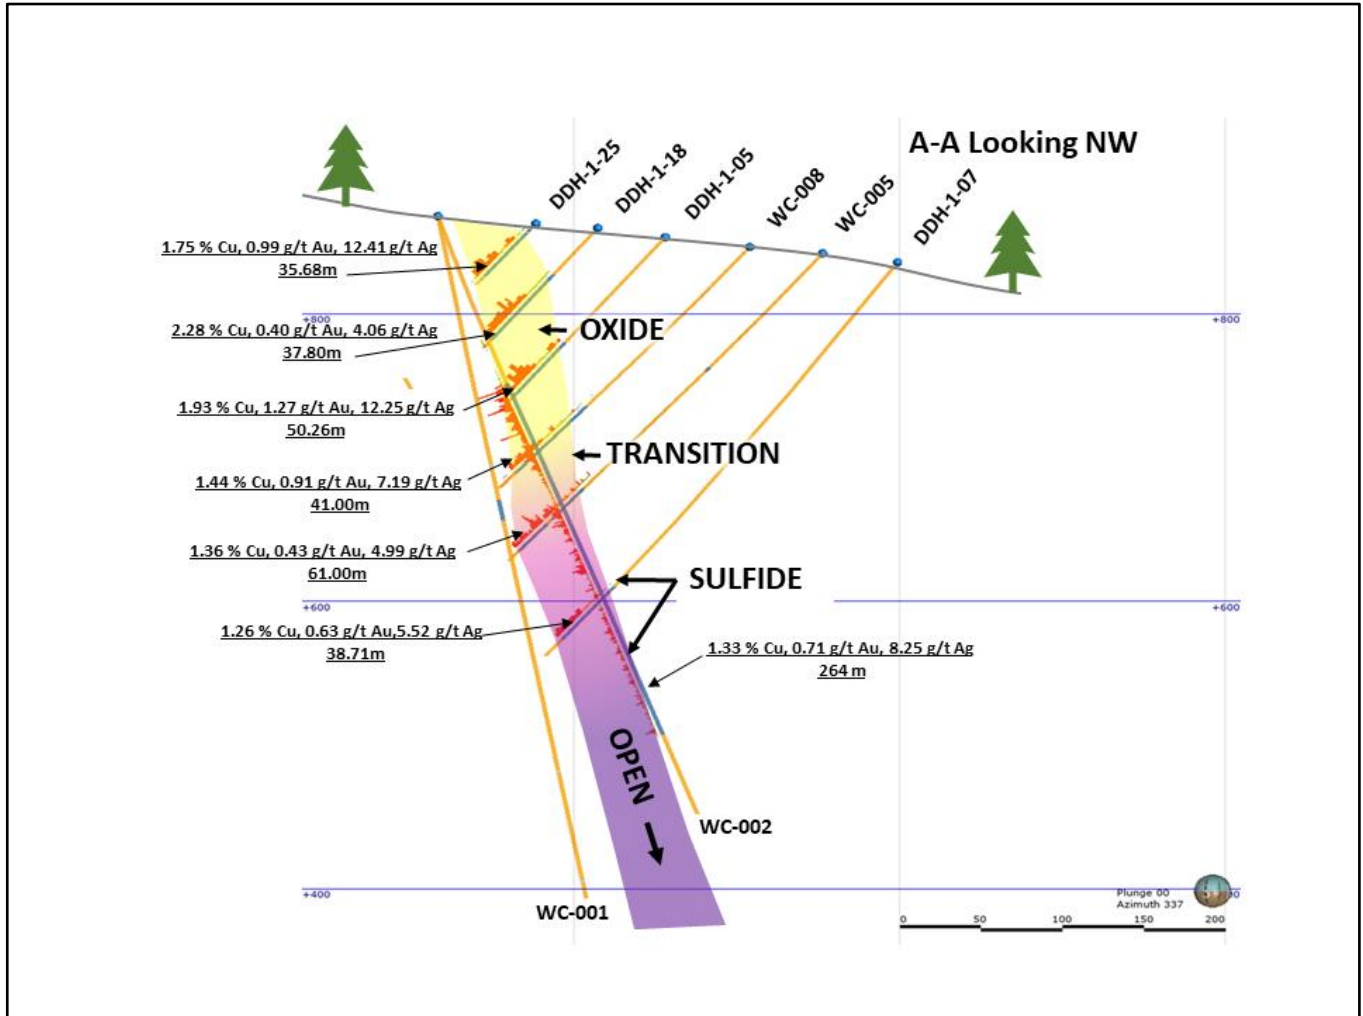 A-A Looking NW
DDH-1-25
DDH-1-18
DDH-1-05
WC-008
WC-005
DDH-1-07
1.75 % Cu, 0.99 g/t Au, 12.41 g/t Ag
35.68m
+800
+800
2.28 % Cu, 0.40 g/t Au, 4.06 g/t Ag
37.80m
OXIDE
1.93 % Cu, 1.27 g/t Au, 12.25 g/t Ag
50.26m
TRANSITION
1.44 % Cu, 0.91 g/t Au, 7.19 g/t Ag
41.00m
1.36 % Cu, 0.43 g/t Au, 4.99 g/t Ag
61.00m
SULFIDE
+600
+600
1.26 % Cu, 0.63 g/t Au,5.52 g/t Ag
38.71m
1.33 % Cu, 0.71 g/t Au, 8.25 g/t Ag
264 m
OPEN
WC-002
+400
WC-001
Plunge 00
Azimuth 337
0 50 100 150 200